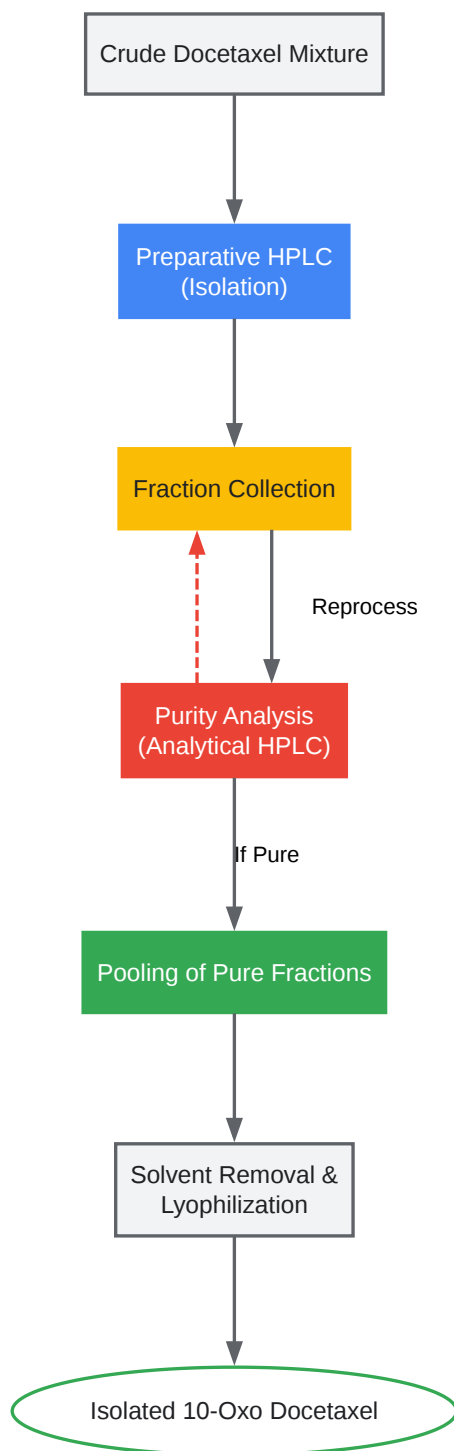 Crude Docetaxel Mixture
Preparative HPLC
(Isolation)
Fraction Collection
Reprocess
Purity Analysis
(Analytical HPLC)
If Pure
Pooling of Pure Fractions
Solvent Removal &
Lyophilization
Isolated 10-Oxo Docetaxel